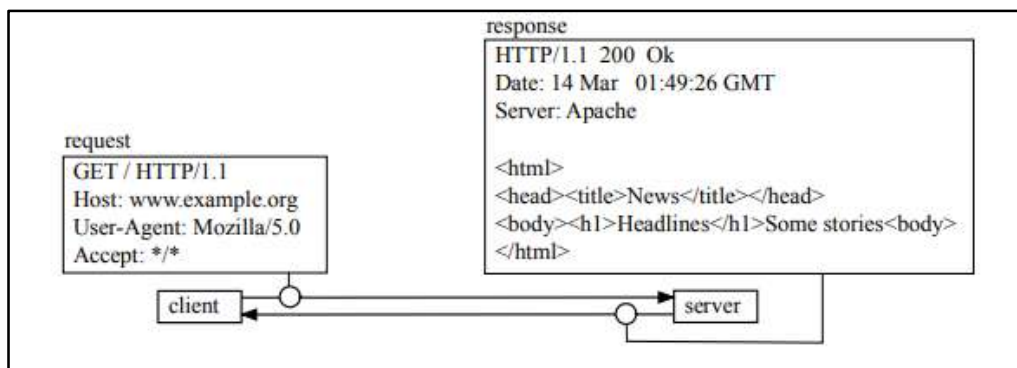 response
HTTP/1.1 200 Ok
Date: 14 Mar 01:49:26 GMT
Server: Apache
<html>
<head><title>News</title></head>
<body><h1>Headlines</h1>Some stories<body>
</html>
request
GET / HTTP/1.1
Host: www.example.org
User-Agent: Mozilla/5.0
Accept: */*
client
server